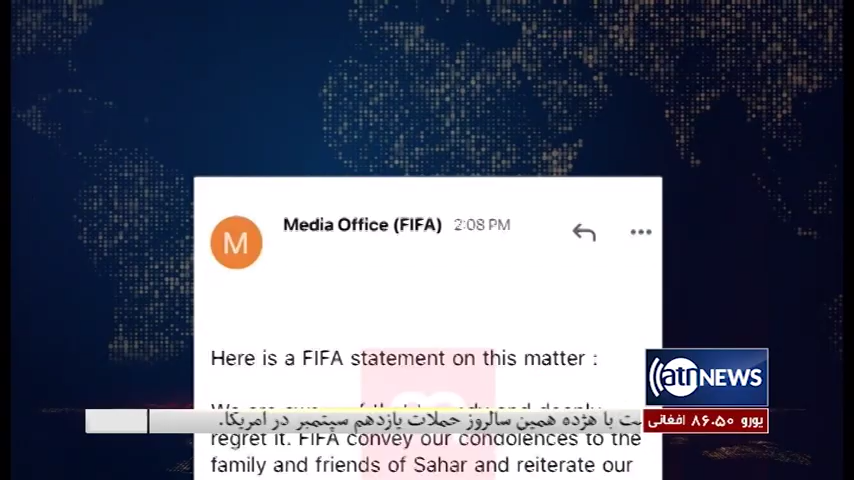 M
Media Office (FIFA) 2:08 PM
Here is a FIFA statement on this matter :
regret it. FIFA convey our condolences to the
family and friends of Sahar and reiterate our
atn NEWS
با هژده همین سالروز حملات یازدهم سپتمبر در امریکا.
یورو ۸۶.۵۰ افغانی